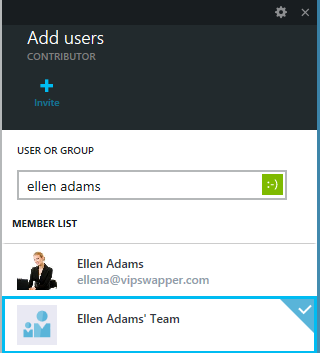 Add users
CONTRIBUTOR
Invite
USER OR GROUP
ellen adams :-)
MEMBER LIST
Ellen Adams
ellena@vipswapper.com
Ellen Adams' Team